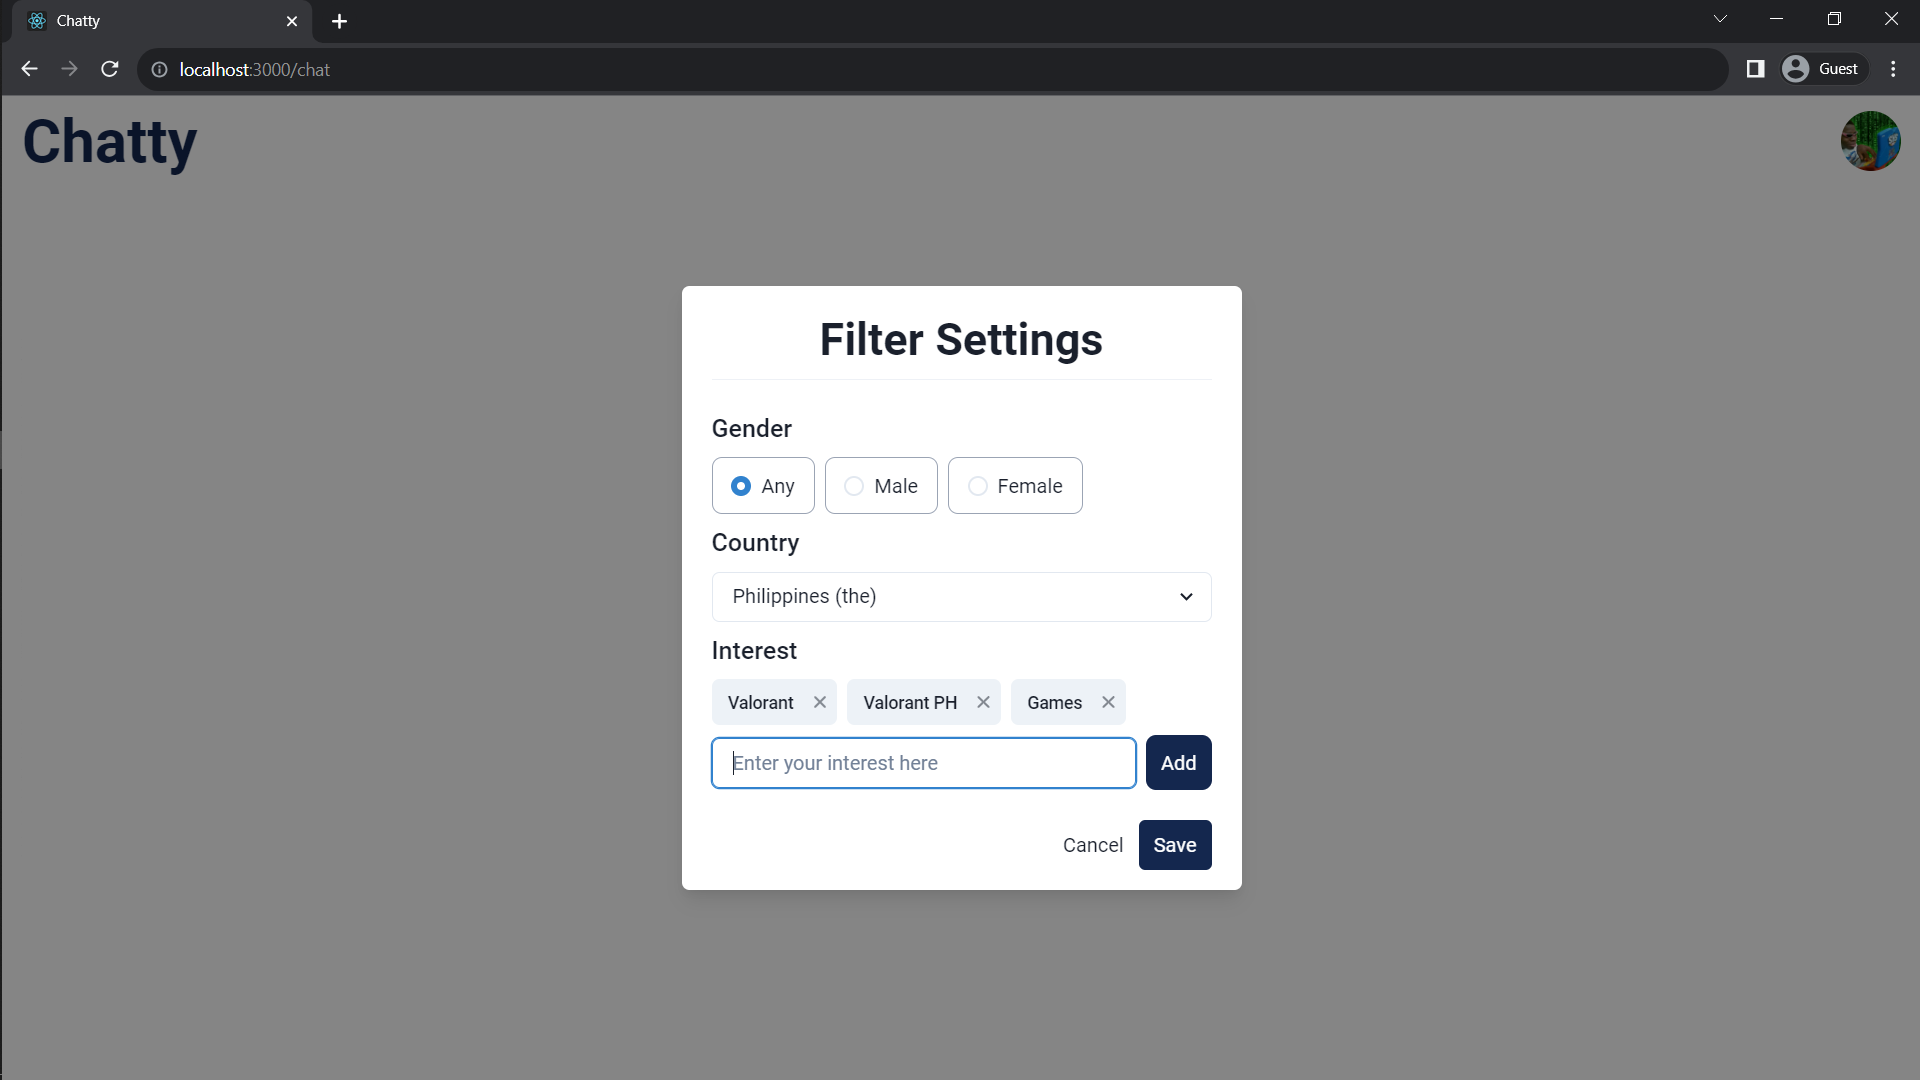 Chatty
localhost:3000/chat
Guest
Chatty
Filter Settings
Gender
Any Male Female
Country
Philippines (the)
Interest
Valorant Valorant PH Games
Enter your interest here Add
Cancel Save